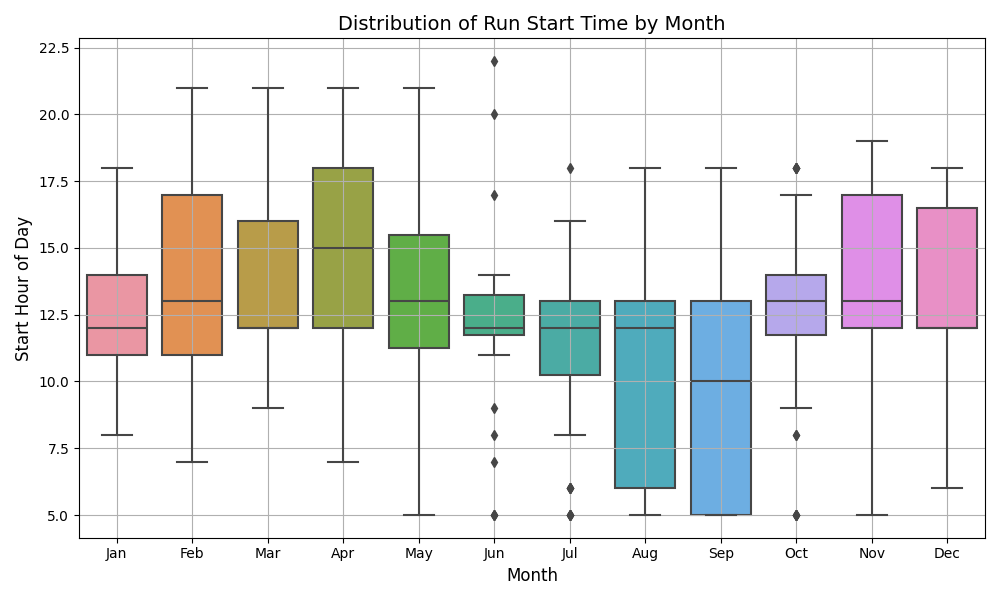 Distribution of Run Start Time by Month
Start Hour of Day
22.5
20.0
17.5
15.0
12.5
10.0
7.5
5.0
Jan Feb Mar Apr May Jun Jul Aug Sep Oct Nov Dec
Month